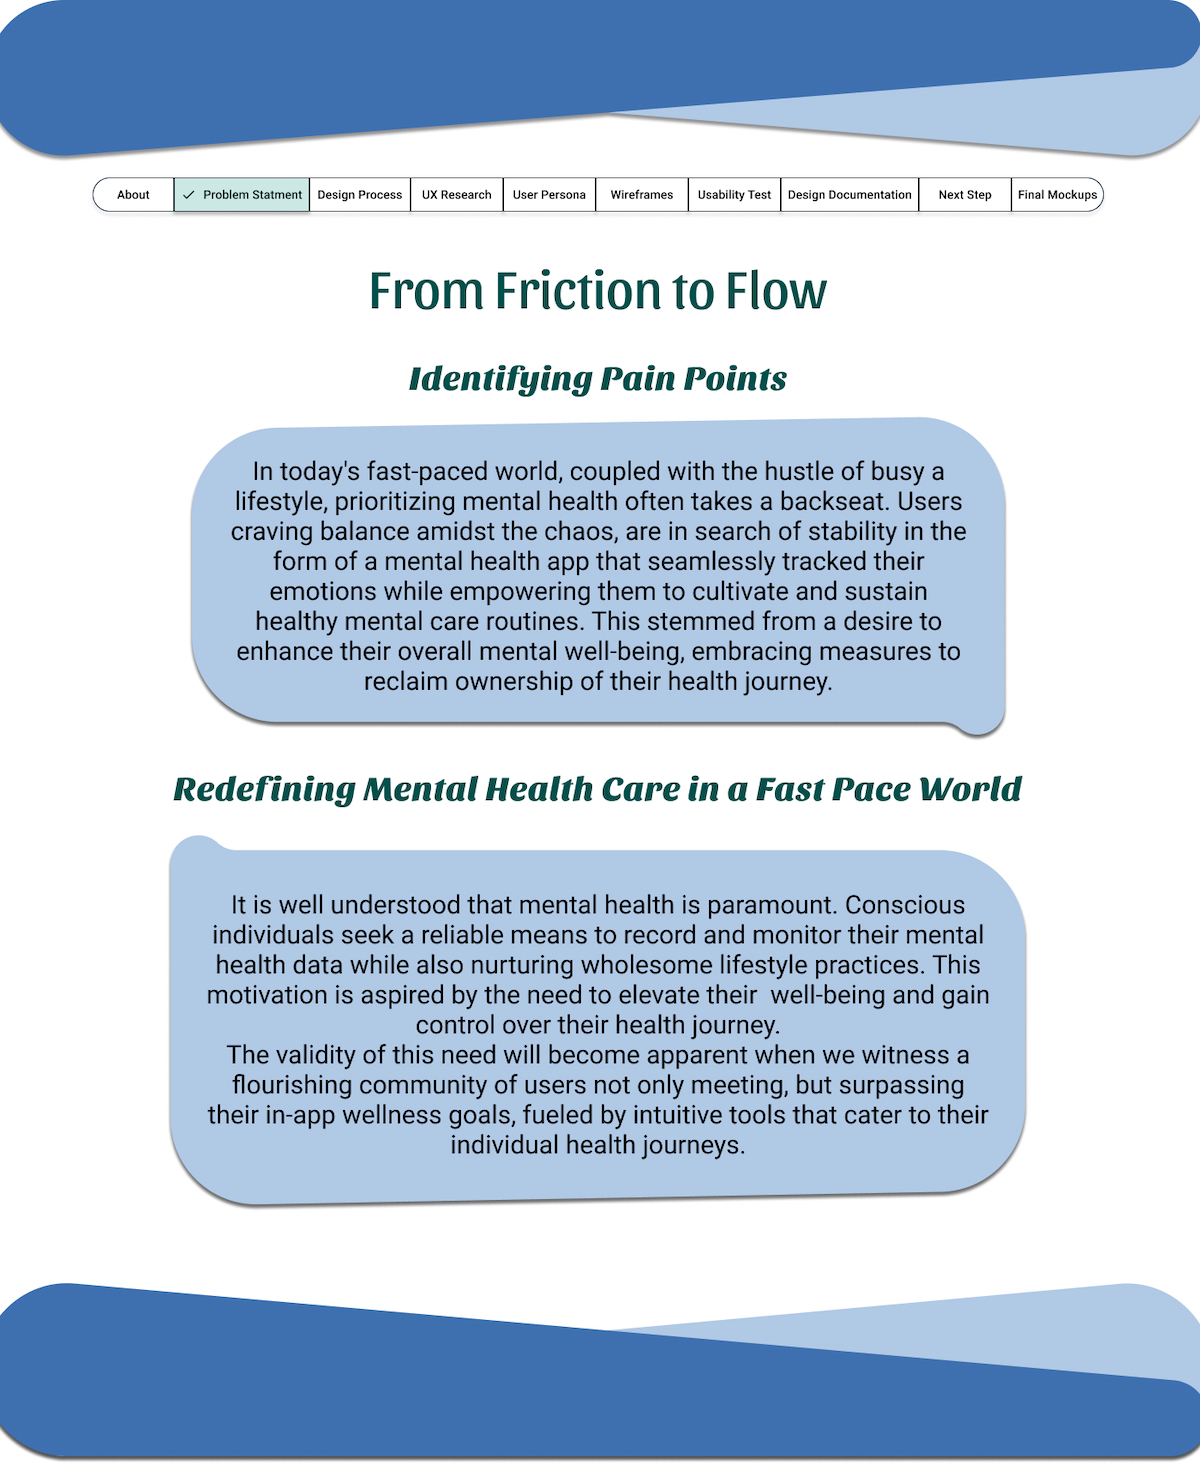 About Problem Statment Design Process UX Research User Persona Wireframes Usability Test Design Documentation Next Step Final Mockups
From Friction to Flow
Identifying Pain Points
In today's fast-paced world, coupled with the hustle of busy a
lifestyle, prioritizing mental health often takes a backseat. Users
craving balance amidst the chaos, are in search of stability in the
form of a mental health app that seamlessly tracked their
emotions while empowering them to cultivate and sustain
healthy mental care routines. This stemmed from a desire to
enhance their overall mental well-being, embracing measures to
reclaim ownership of their health journey.
Redefining Mental Health Care in a Fast Pace World
It is well understood that mental health is paramount. Conscious
individuals seek a reliable means to record and monitor their mental
health data while also nurturing wholesome lifestyle practices. This
motivation is aspired by the need to elevate their  well-being and gain
control over their health journey.
The validity of this need will become apparent when we witness a
flourishing community of users not only meeting, but surpassing
their in-app wellness goals, fueled by intuitive tools that cater to their
individual health journeys.